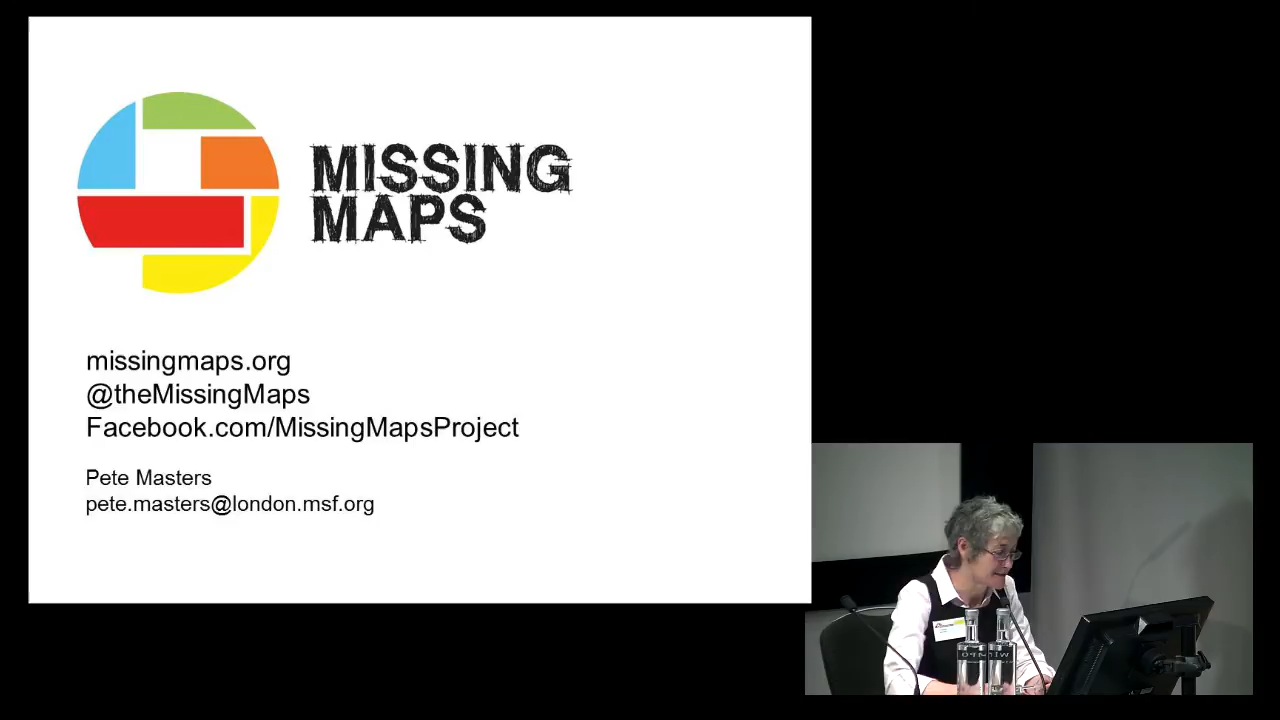 MISSING
MAPS
missingmaps.org
@theMissingMaps
Facebook.com/MissingMapsProject
Pete Masters
pete.masters@london.msf.org